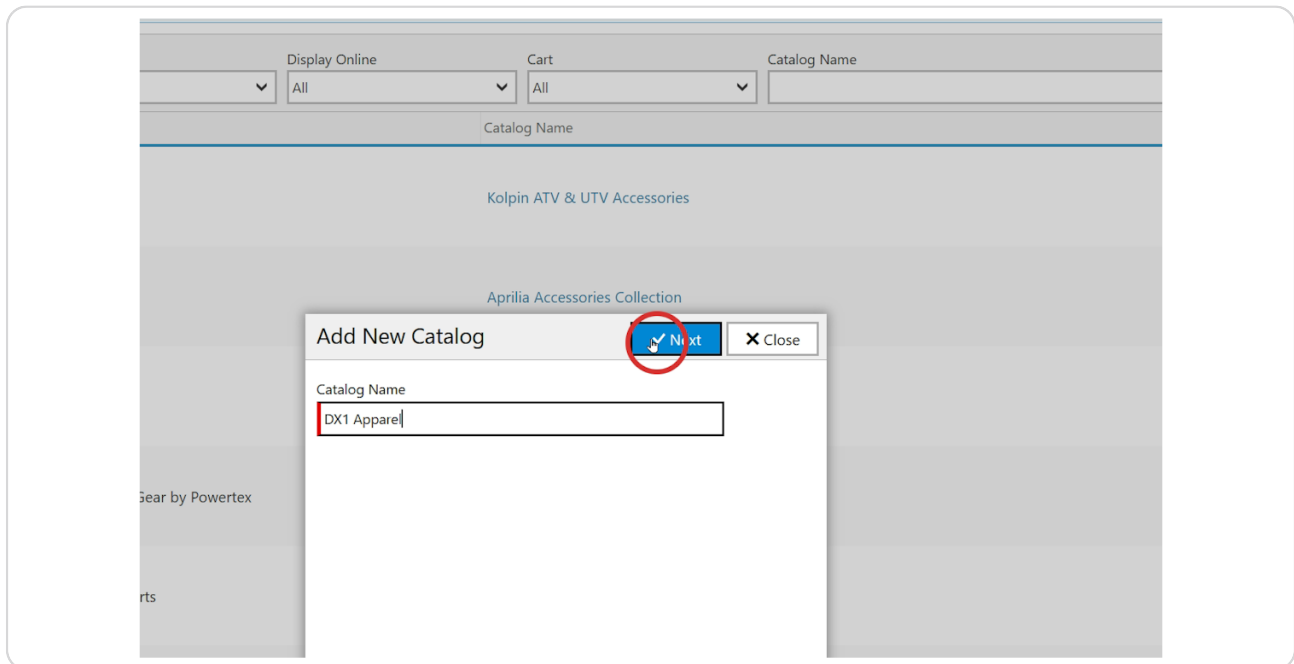 Display Online
Cart
Catalog Name
All
All
Catalog Name
Kolpin ATV & UTV Accessories
Aprilia Accessories Collection
Add New Catalog
Next
Close
Catalog Name
DX1 Apparel
Gear by Powertex
rts